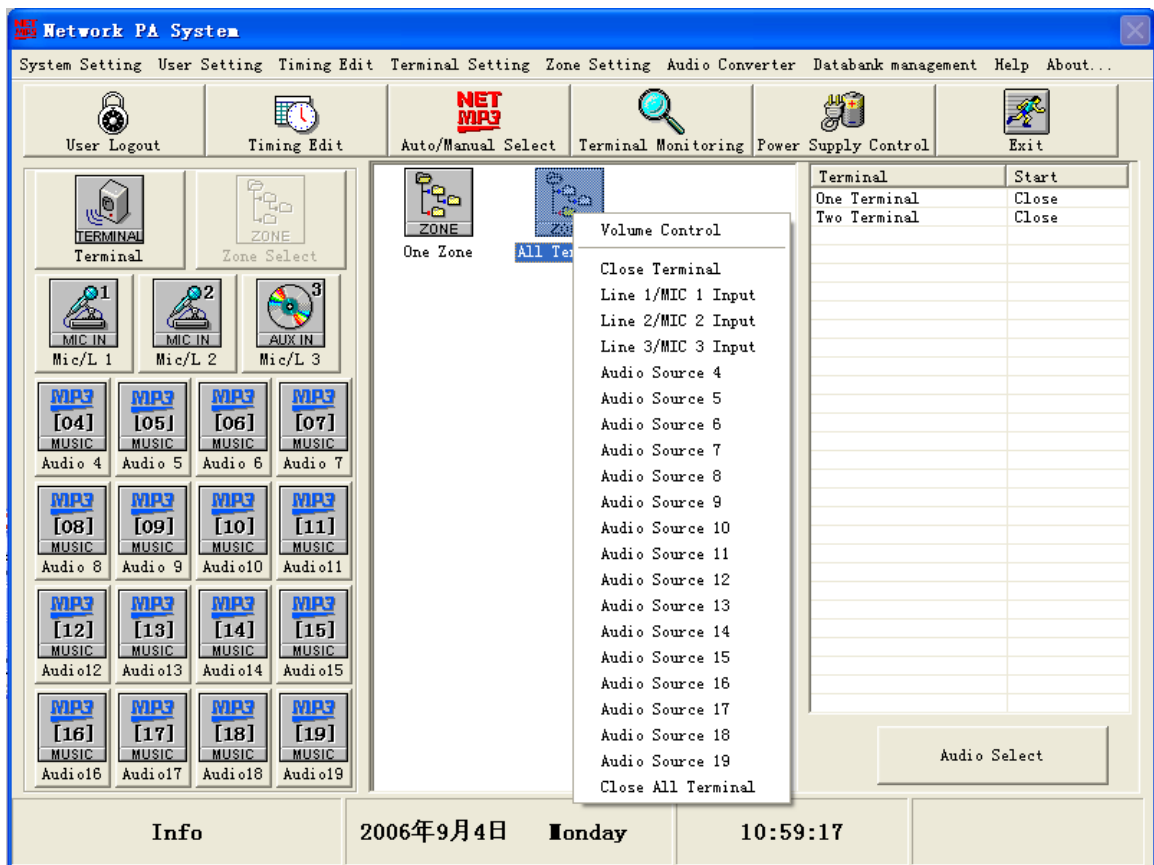 NET MP3 Network PA System
System Setting User Setting Timing Edit Terminal Setting Zone Setting Audio Converter Databank management Help About...
NET
MP3
User Logout Timing Edit Auto/Manual Select Terminal Monitoring Power Supply Control Exit
TERMINAL ZONE
Terminal Zone Select
1 2 3
MIC IN MIC IN AUX IN
Mic/L 1 Mic/L 2 Mic/L 3
MP3 MP3 MP3 MP3
[04] [05] [06] [07]
MUSIC MUSIC MUSIC MUSIC
Audio 4 Audio 5 Audio 6 Audio 7
MP3 MP3 MP3 MP3
[08] [09] [10] [11]
MUSIC MUSIC MUSIC MUSIC
Audio 8 Audio 9 Audio10 Audio11
MP3 MP3 MP3 MP3
[12] [13] [14] [15]
MUSIC MUSIC MUSIC MUSIC
Audio12 Audio13 Audio14 Audio15
MP3 MP3 MP3 MP3
[16] [17] [18] [19]
MUSIC MUSIC MUSIC MUSIC
Audio16 Audio17 Audio18 Audio19
ZONE
One Zone All
Volume Control
Close Terminal
Line 1/MIC 1 Input
Line 2/MIC 2 Input
Line 3/MIC 3 Input
Audio Source 4
Audio Source 5
Audio Source 6
Audio Source 7
Audio Source 8
Audio Source 9
Audio Source 10
Audio Source 11
Audio Source 12
Audio Source 13
Audio Source 14
Audio Source 15
Audio Source 16
Audio Source 17
Audio Source 18
Audio Source 19
Close All Terminal
Terminal Start
One Terminal Close
Two Terminal Close
Audio Select
Info 2006年9月4日 Monday 10:59:17